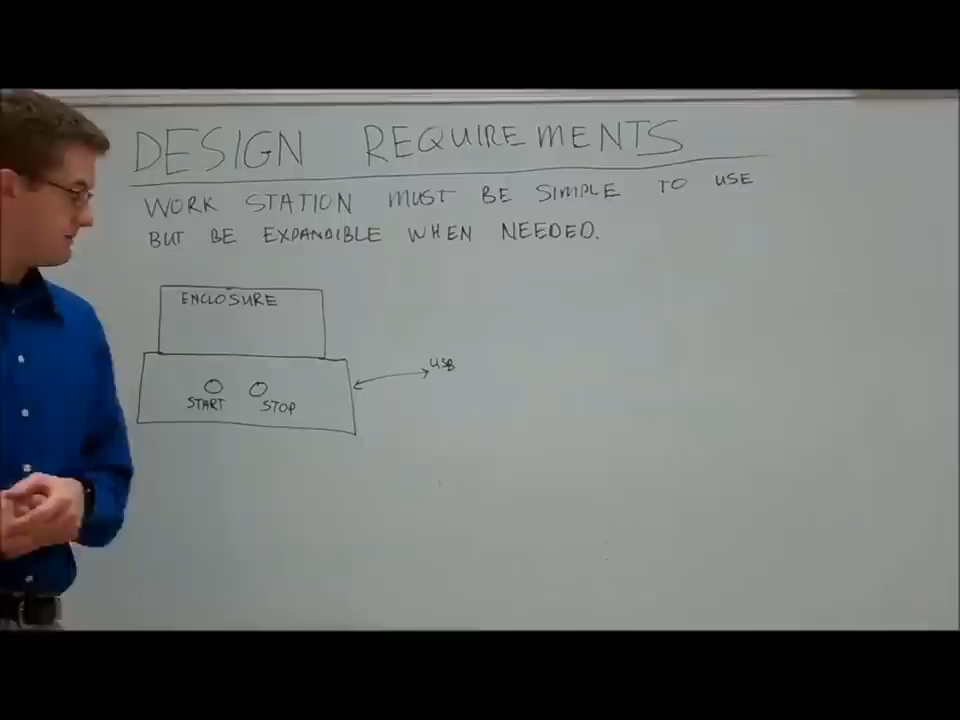 DESIGN REQUIREMENTS
WORK STATION MUST BE SIMPLE TO USE
BUT BE EXPANDIBLE WHEN NEEDED.
ENCLOSURE
USB
START STOP